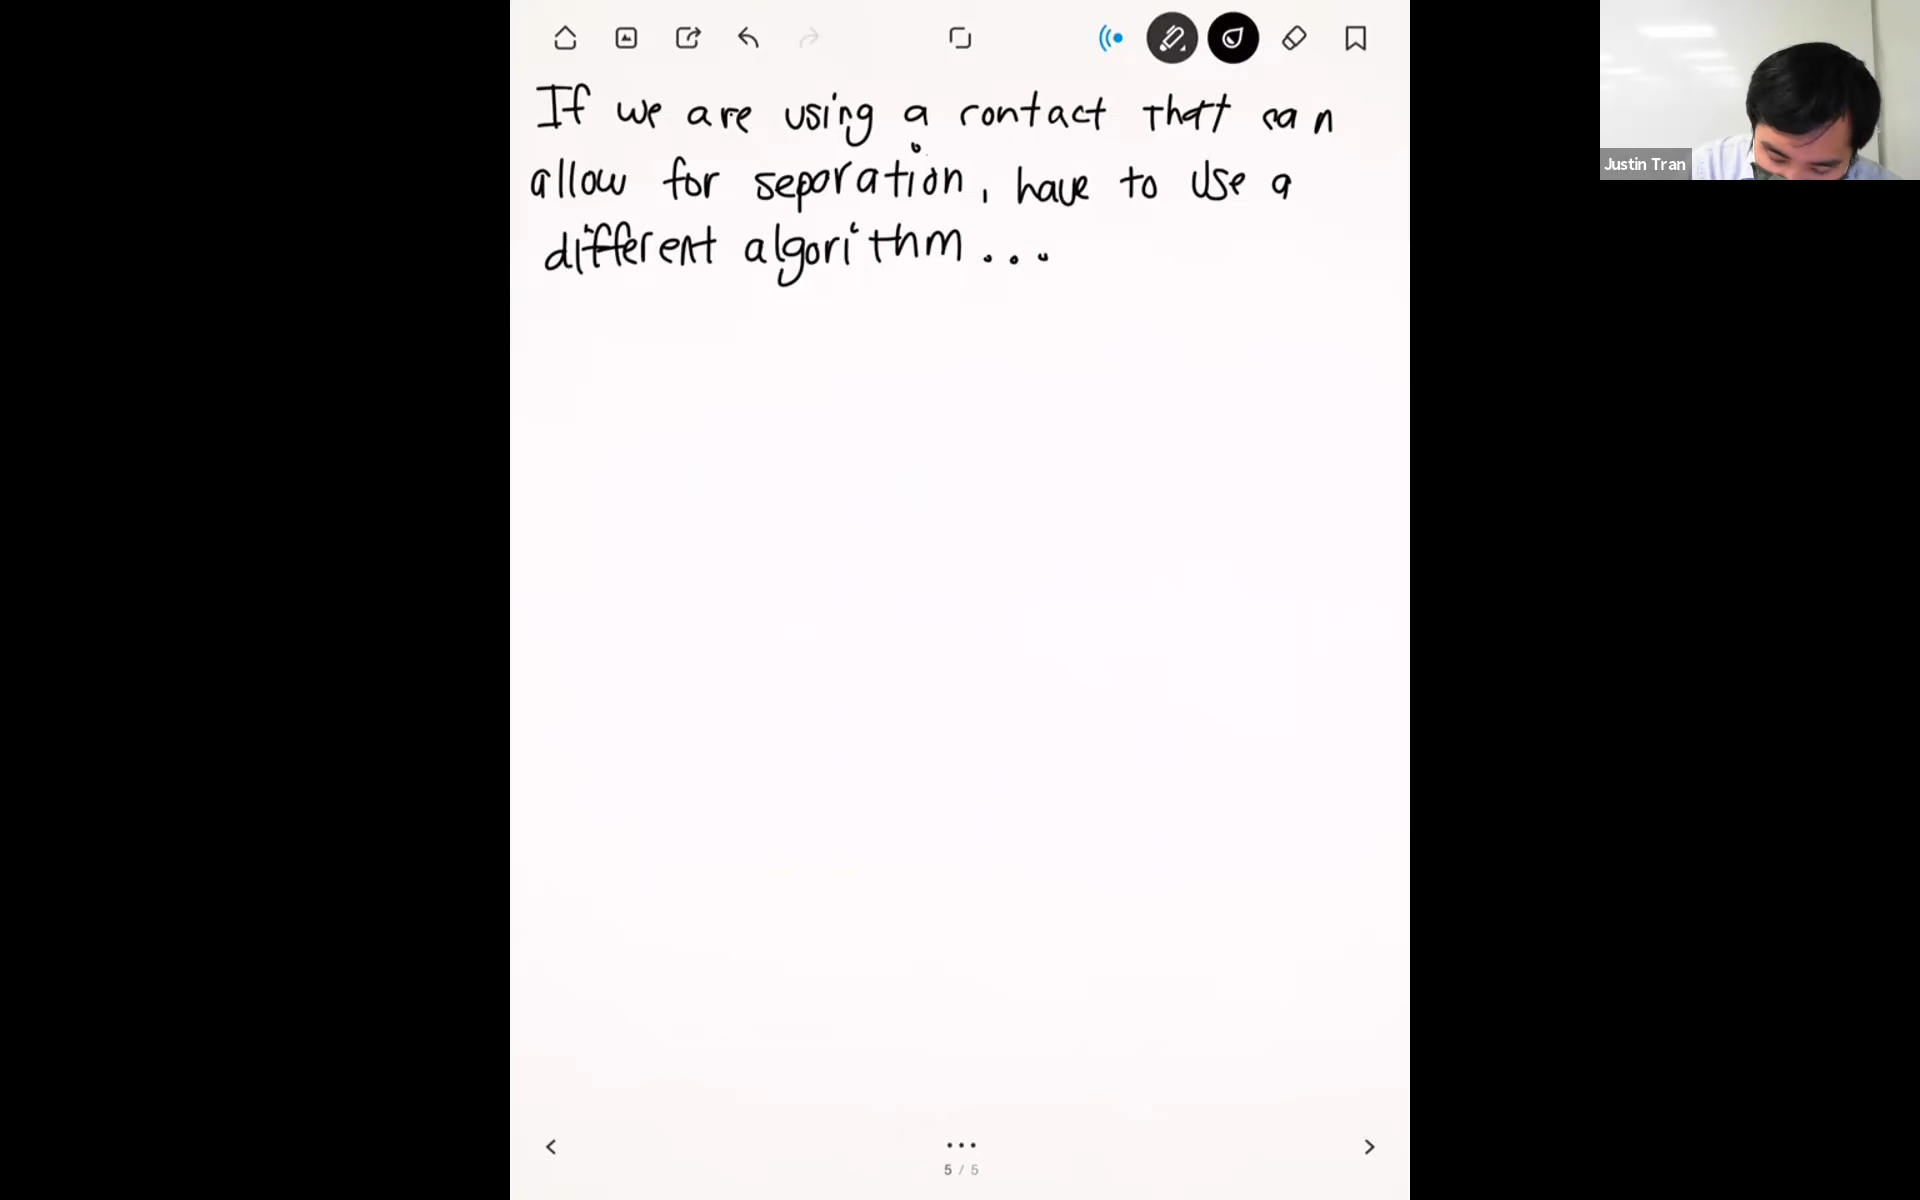 If we are using a contact that can
allow for separation, have to use a
different algorithm...
Justin Tran
5 / 5